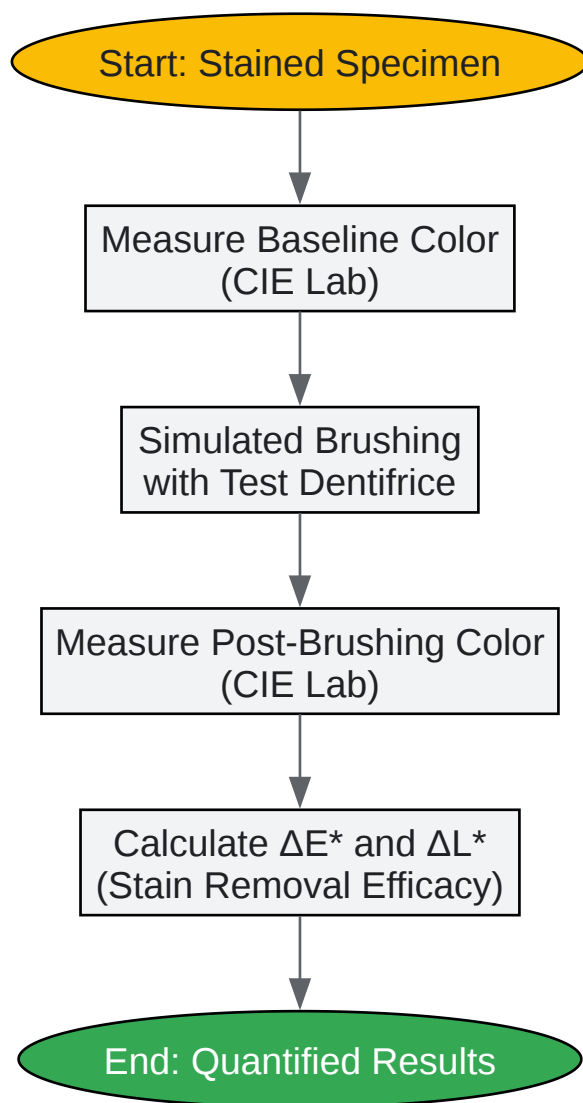 Start: Stained Specimen
Measure Baseline Color
(CIE Lab)
Simulated Brushing
with Test Dentifrice
Measure Post-Brushing Color
(CIE Lab)
Calculate ΔE* and ΔL*
(Stain Removal Efficacy)
End: Quantified Results